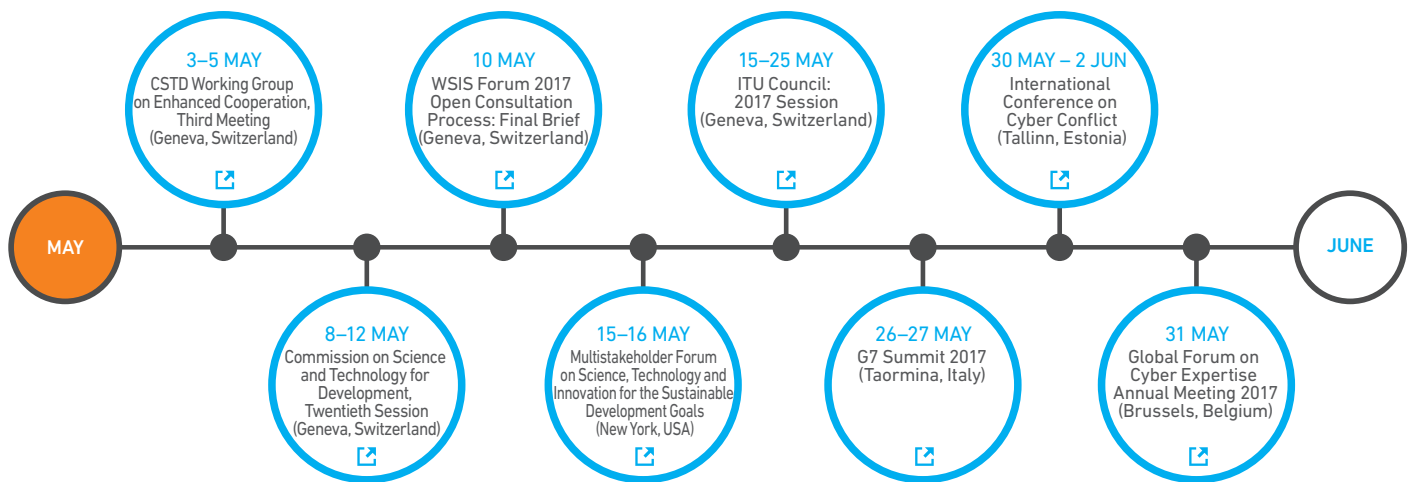 MAY
3–5 MAY
CSTD Working Group
on Enhanced Cooperation,
Third Meeting
(Geneva, Switzerland)
8–12 MAY
Commission on Science
and Technology for
Development,
Twentieth Session
(Geneva, Switzerland)
10 MAY
WSIS Forum 2017
Open Consultation
Process: Final Brief
(Geneva, Switzerland)
15–16 MAY
Multistakeholder Forum
on Science, Technology and
Innovation for the Sustainable
Development Goals
(New York, USA)
15–25 MAY
ITU Council:
2017 Session
(Geneva, Switzerland)
26–27 MAY
G7 Summit 2017
(Taormina, Italy)
30 MAY – 2 JUN
International
Conference on
Cyber Conflict
(Tallinn, Estonia)
31 MAY
Global Forum on
Cyber Expertise
Annual Meeting 2017
(Brussels, Belgium)
JUNE